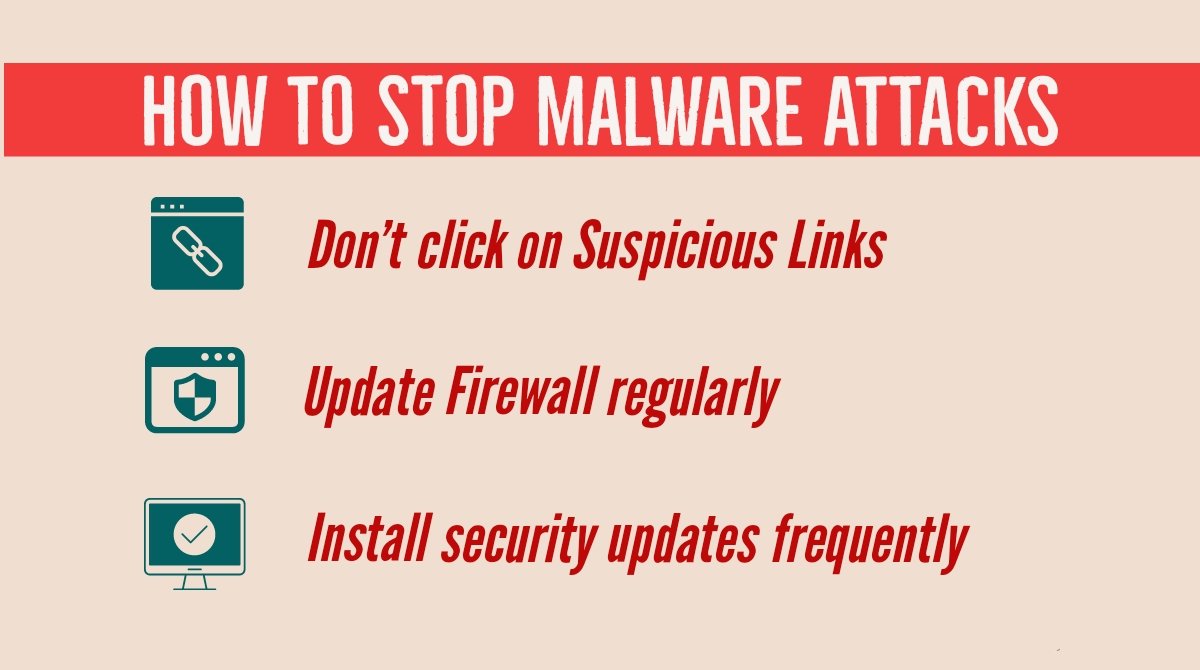 HOW TO STOP MALWARE ATTACKS
Don't click on Suspicious Links
Update Firewall regularly
Install security updates frequently